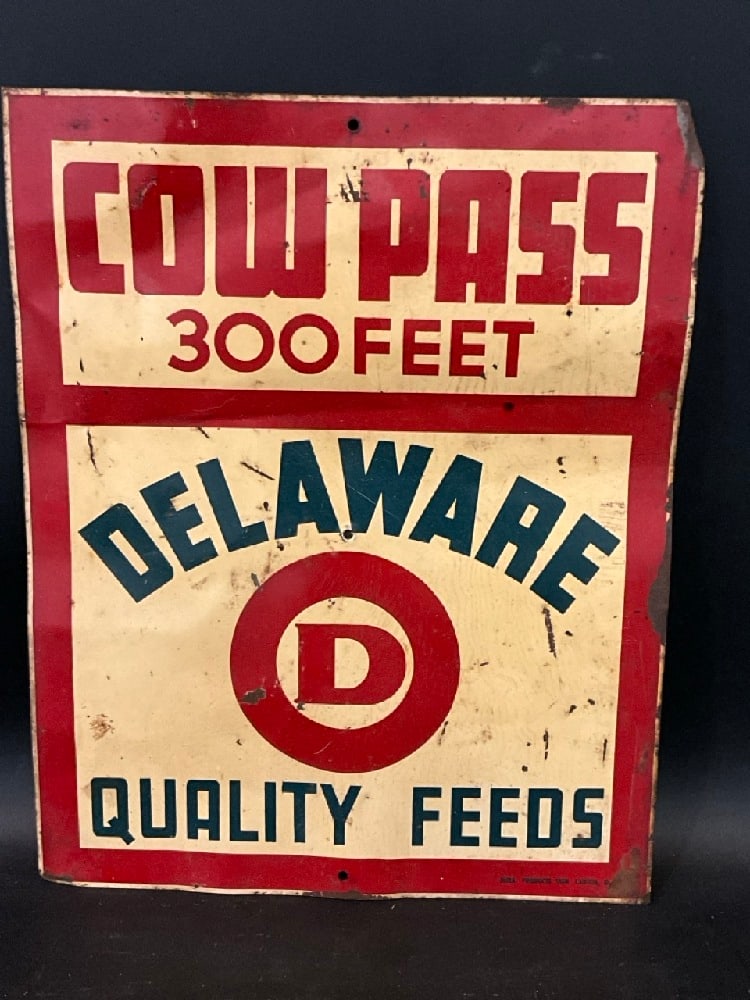 COW PASS
300 FEET
DELAWARE
D
QUALITY FEEDS